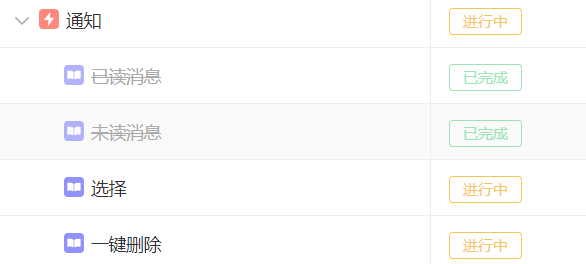 通知 进行中
已读消息 已完成
未读消息 已完成
选择 进行中
一键删除 进行中